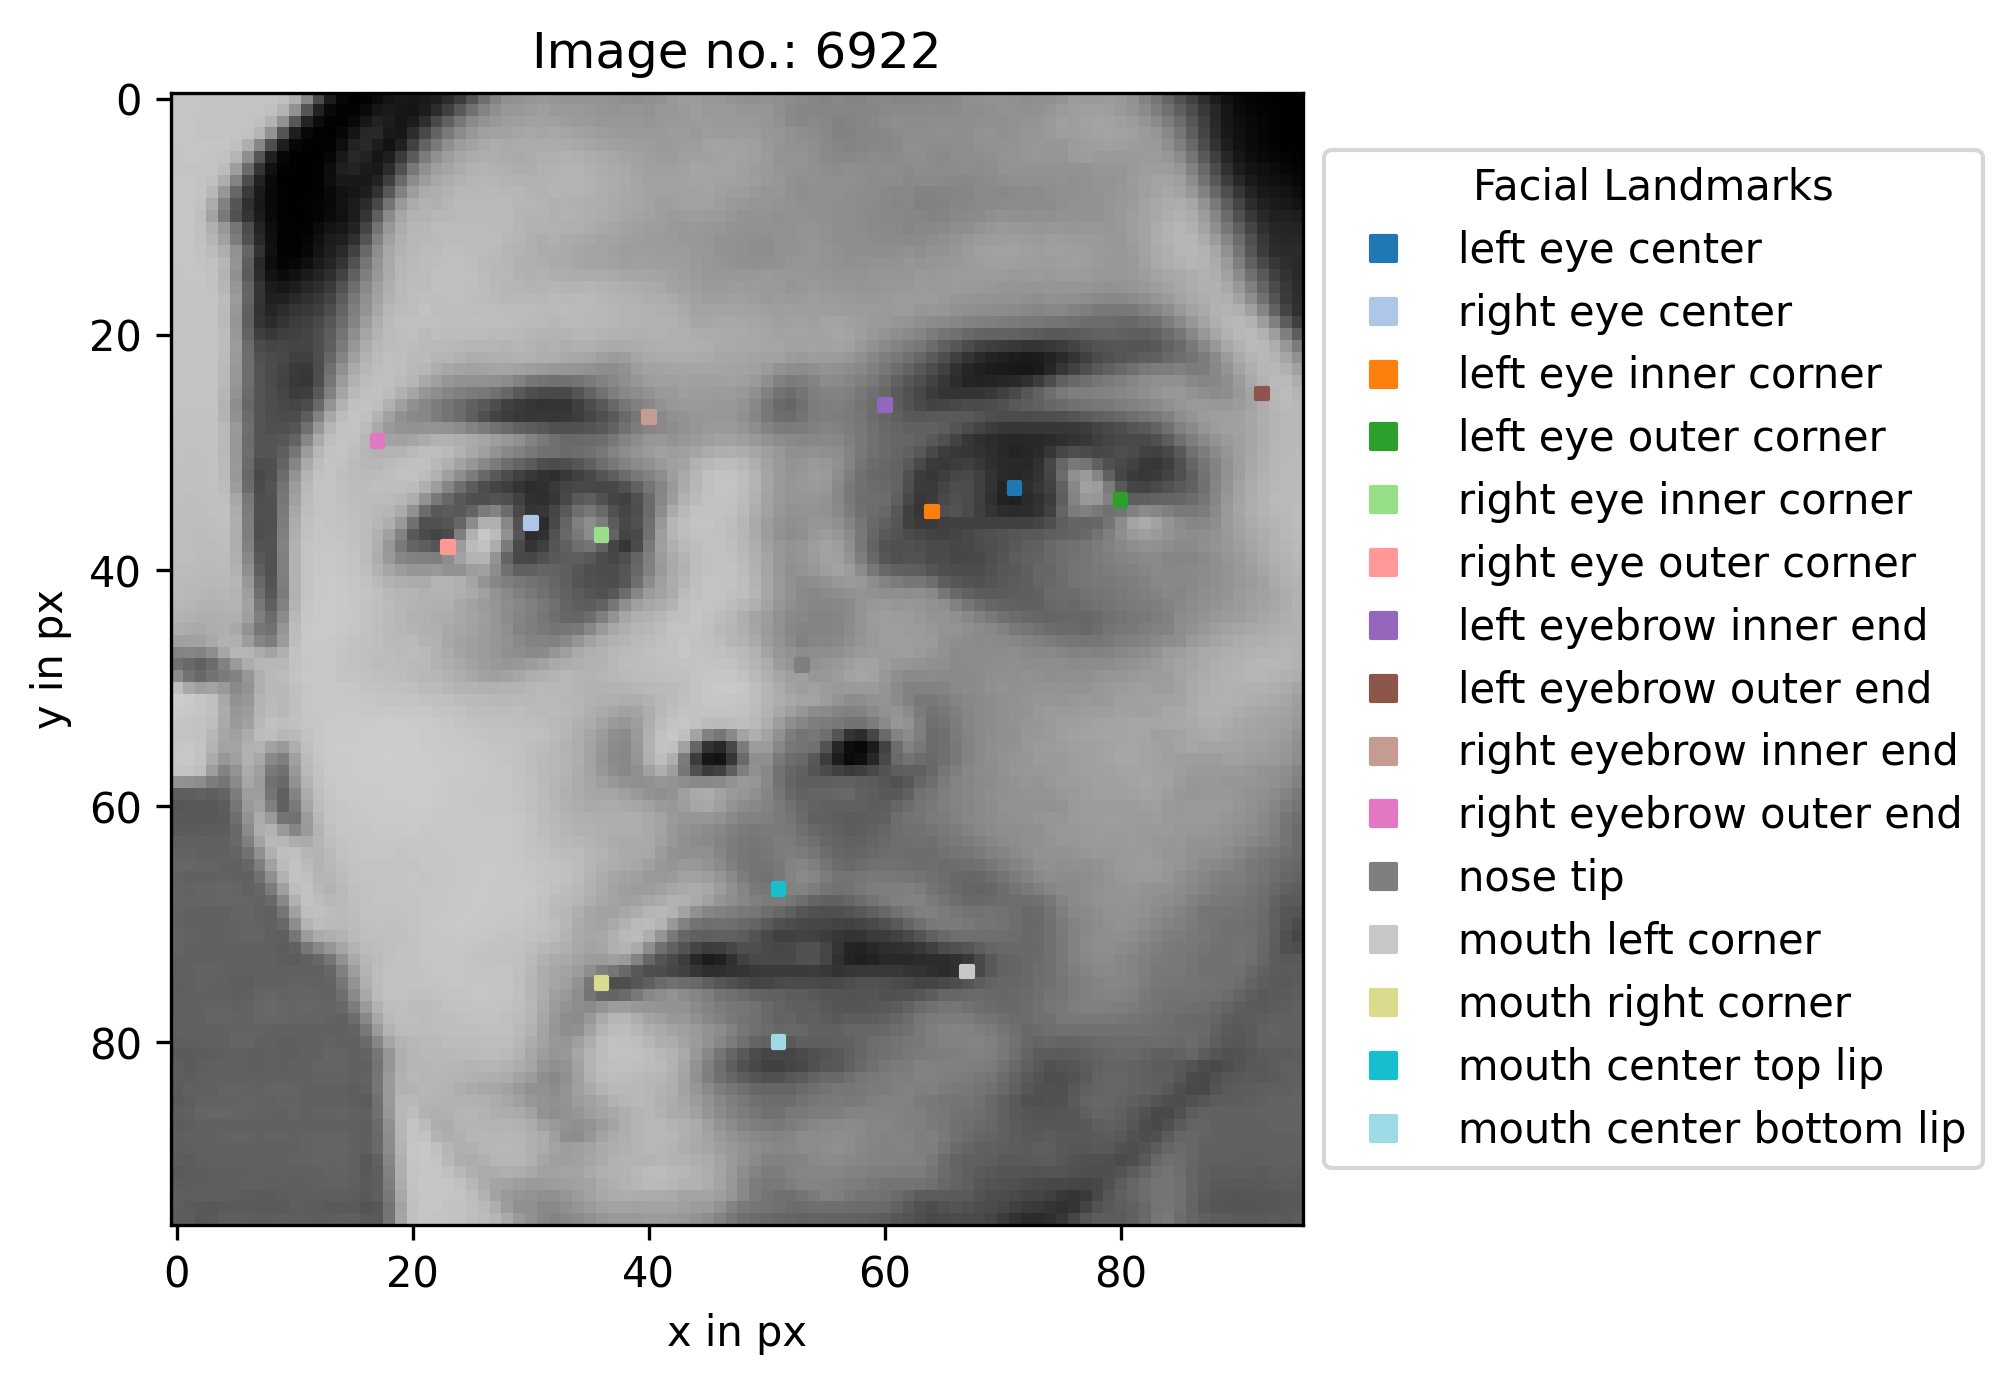 Image no.: 6922
0
20
40
60
80
y in px
0 20 40 60 80
x in px
Facial Landmarks
left eye center
right eye center
left eye inner corner
left eye outer corner
right eye inner corner
right eye outer corner
left eyebrow inner end
left eyebrow outer end
right eyebrow inner end
right eyebrow outer end
nose tip
mouth left corner
mouth right corner
mouth center top lip
mouth center bottom lip